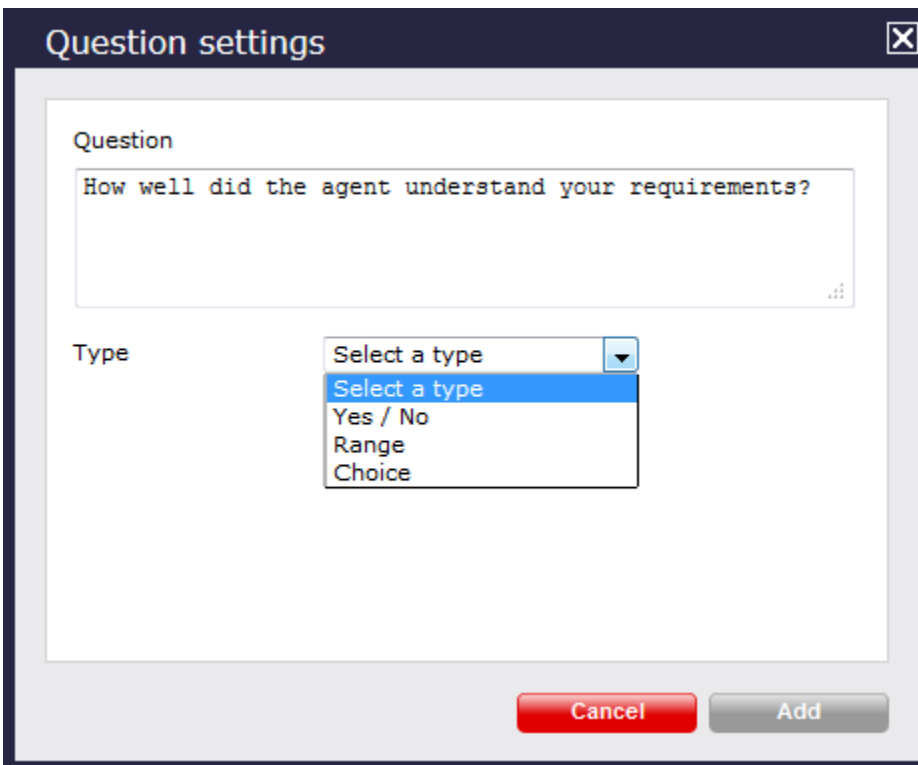 Question settings
Question
How well did the agent understand your requirements?
Type
Select a type
Select a type
Yes / No
Range
Choice
Cancel
Add